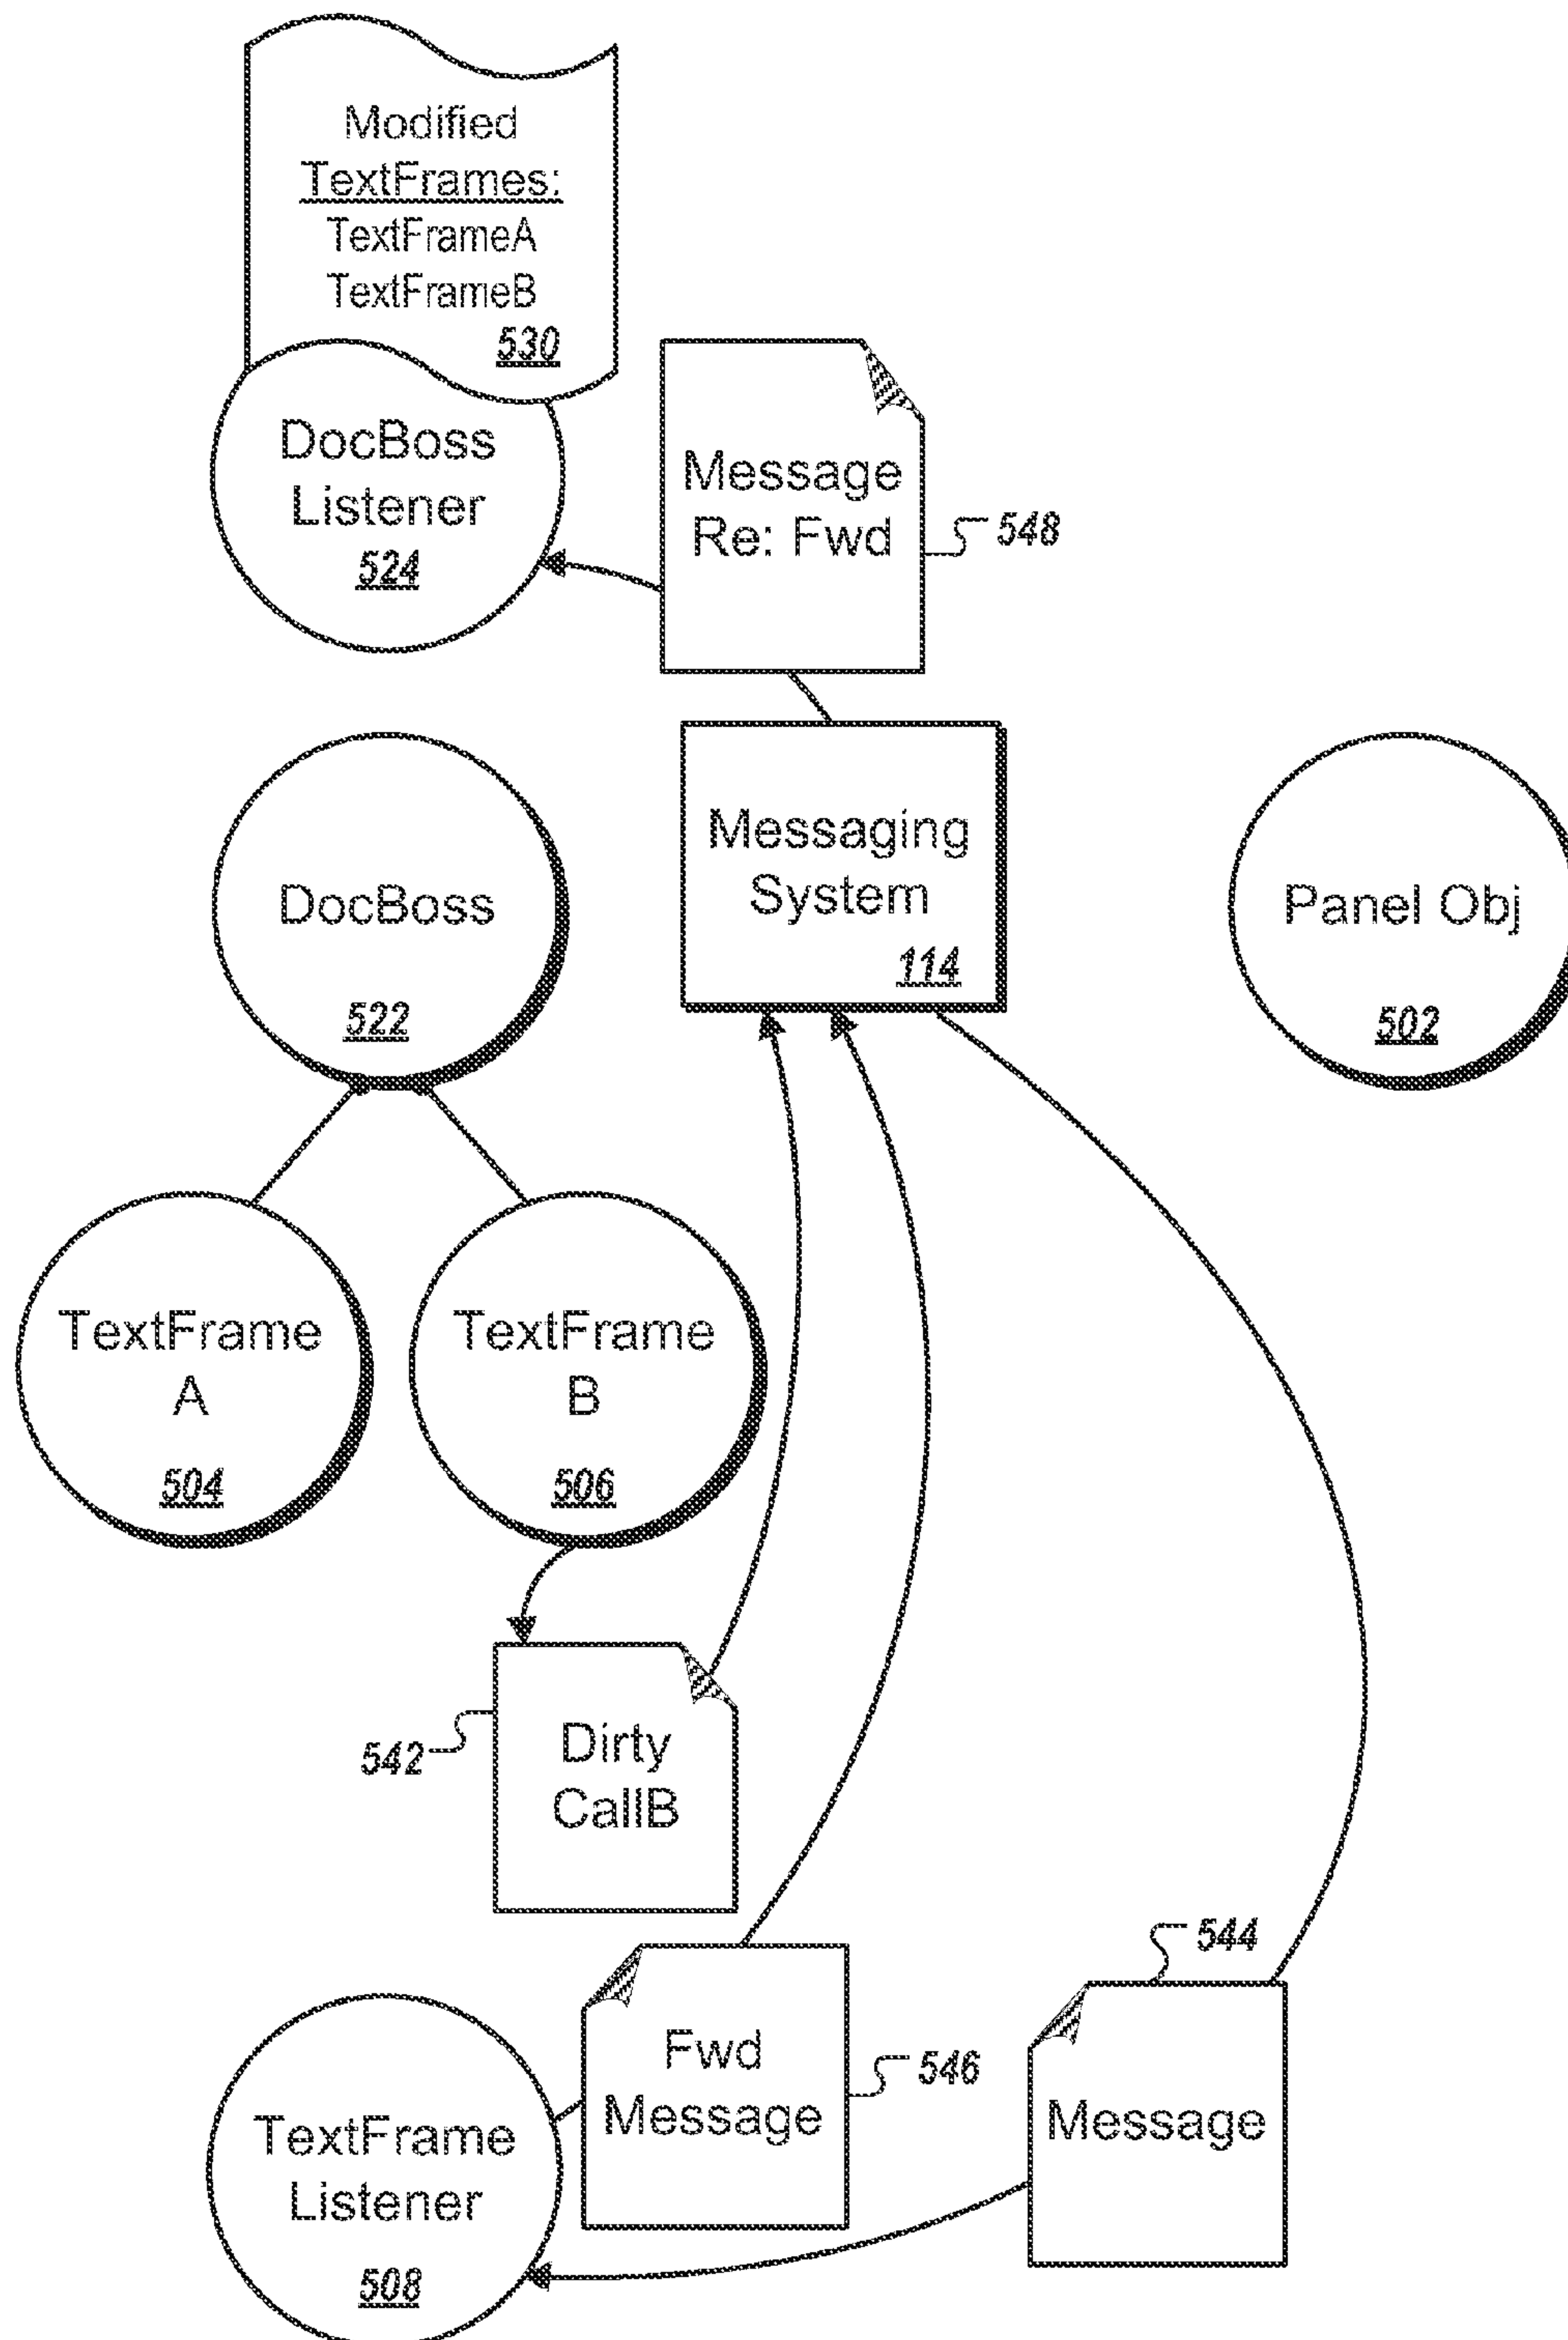 Modified
TextFrames:
TextFrameA
TextFrameB
530
DocBoss
Listener
524
Message
Re: Fwd
548
DocBoss
522
Messaging
System
114
Panel Obj
502
TextFrame
A
504
TextFrame
B
506
542
Dirty
CallB
544
Fwd
Message
546
Message
TextFrame
Listener
508